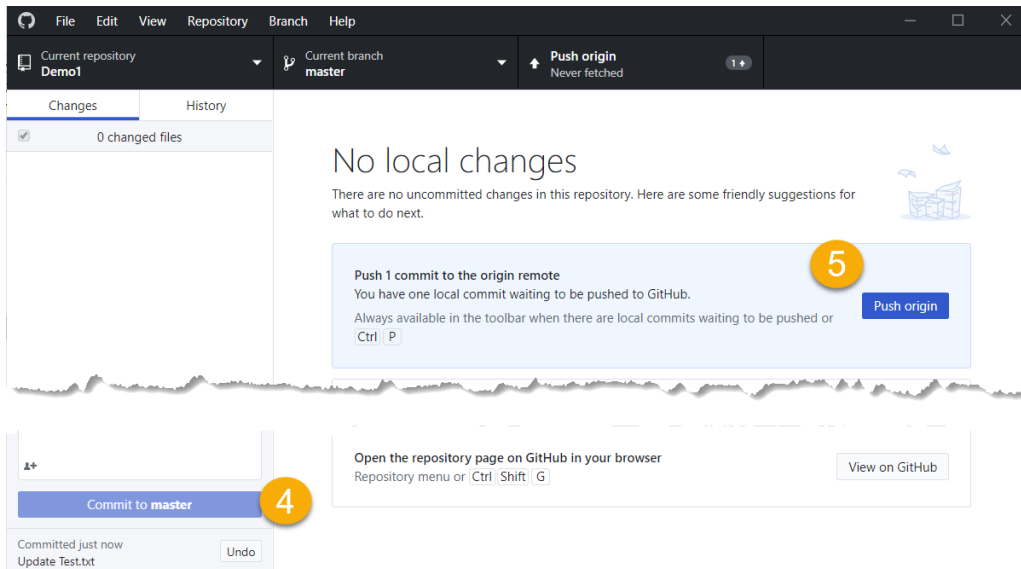 File Edit View Repository Branch Help
Current repository
Demo1
Current branch
master
Push origin
Never fetched
1
Changes History
0 changed files
No local changes
There are no uncommitted changes in this repository. Here are some friendly suggestions for
what to do next.
5
Push 1 commit to the origin remote
You have one local commit waiting to be pushed to GitHub.
Always available in the toolbar when there are local commits waiting to be pushed or
Ctrl P
Push origin
Open the repository page on GitHub in your browser
Repository menu or Ctrl Shift G
View on GitHub
Commit to master
4
Committed just now
Update Test.txt
Undo